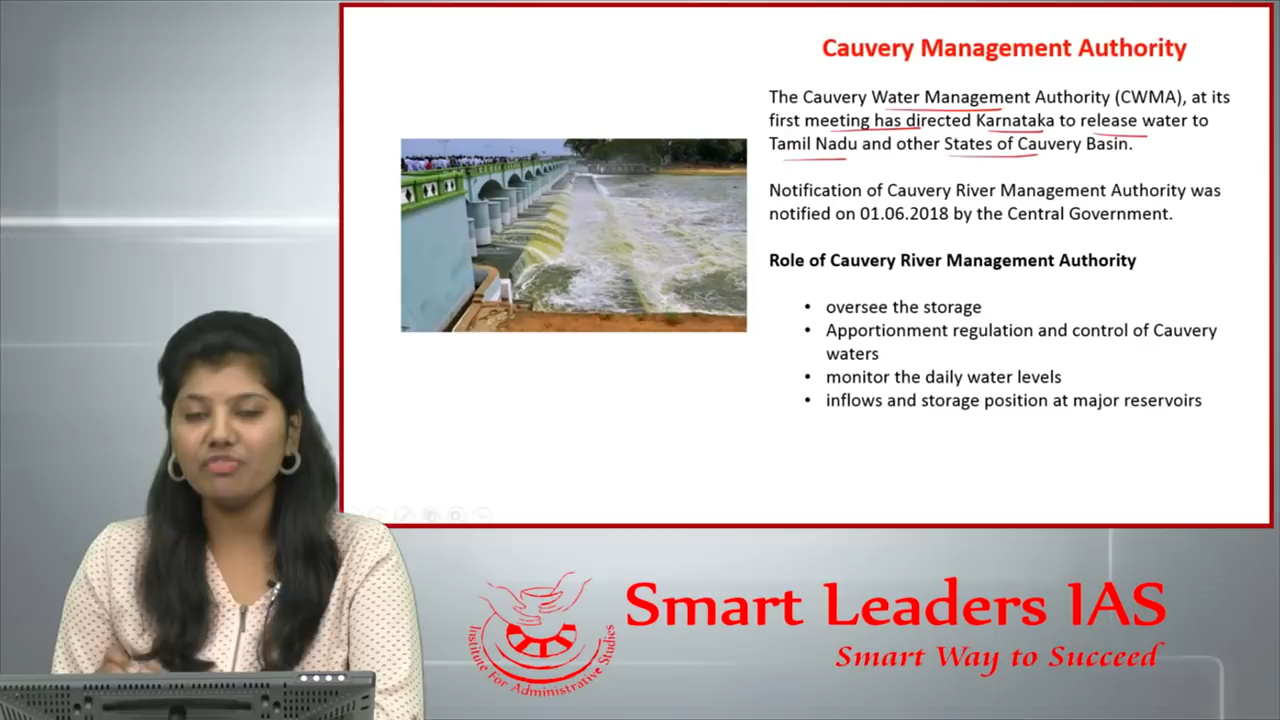 Cauvery Management Authority
The Cauvery Water Management Authority (CWMA), at its
first meeting has directed Karnataka to release water to
Tamil Nadu and other States of Cauvery Basin.
Notification of Cauvery River Management Authority was
notified on 01.06.2018 by the Central Government.
Role of Cauvery River Management Authority
• oversee the storage
• Apportionment regulation and control of Cauvery
waters
• monitor the daily water levels
• inflows and storage position at major reservoirs
Institute For Administrative Studies
Smart Leaders IAS
Smart Way to Succeed